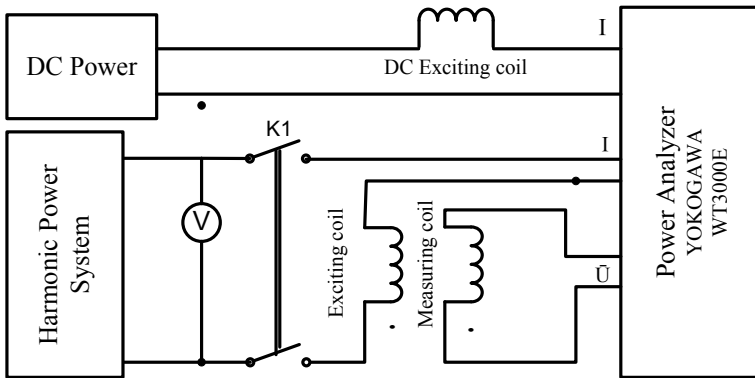 DC Power
I
DC Exciting coil
K1
I
Harmonic Power
System
V
Exciting coil
Measuring coil
Ū
Power Analyzer
YOKOGAWA
WT3000E